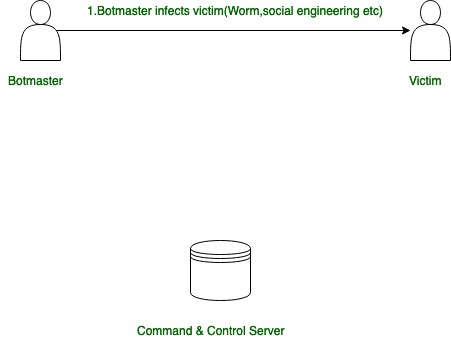 1.Botmaster infects victim(Worm,social engineering etc)
Botmaster
Victim
Command & Control Server